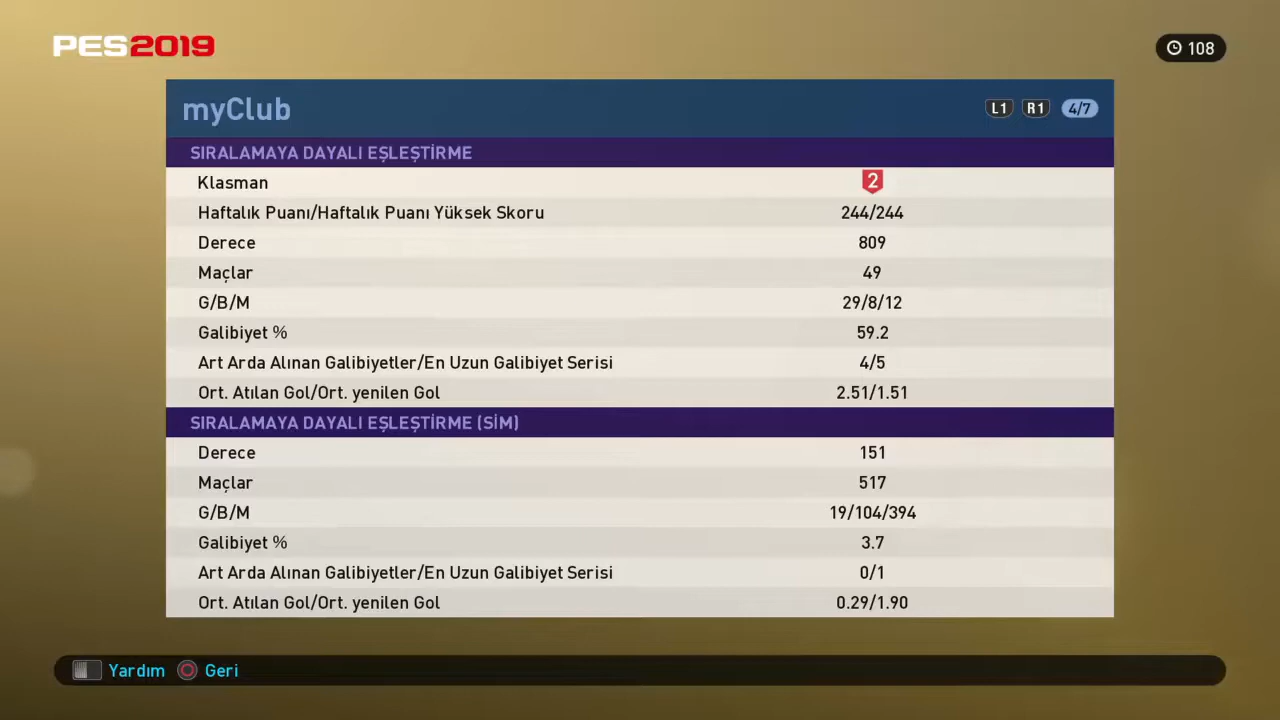 PES2019
108
myClub
L1 R1 4/7
SIRALAMAYA DAYALI EŞLEŞTİRME
Klasman 2
Haftalık Puanı/Haftalık Puanı Yüksek Skoru 244/244
Derece 809
Maçlar 49
G/B/M 29/8/12
Galibiyet % 59.2
Art Arda Alınan Galibiyetler/En Uzun Galibiyet Serisi 4/5
Ort. Atılan Gol/Ort. yenilen Gol 2.51/1.51
SIRALAMAYA DAYALI EŞLEŞTİRME (SİM)
Derece 151
Maçlar 517
G/B/M 19/104/394
Galibiyet % 3.7
Art Arda Alınan Galibiyetler/En Uzun Galibiyet Serisi 0/1
Ort. Atılan Gol/Ort. yenilen Gol 0.29/1.90
Yardım Geri